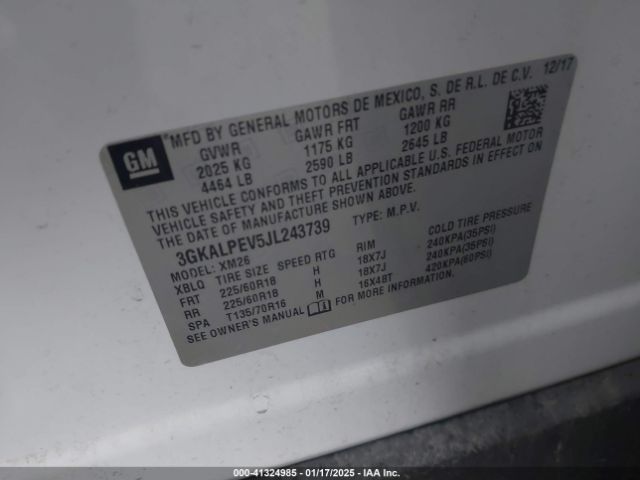 *MFD BY GENERAL MOTORS DE MEXICO, S. DE R.L. DE C.V. 12/17
GM
GVWR GAWR FRT GAWR RR
2025 KG 1175 KG 1200 KG
4464 LB 2590 LB 2645 LB
THIS VEHICLE CONFORMS TO ALL APPLICABLE U.S. FEDERAL MOTOR
VEHICLE SAFETY AND THEFT PREVENTION STANDARDS IN EFFECT ON
THE DATE OF MANUFACTURE SHOWN ABOVE.
3GKALPEV5JL243739 TYPE: M.P.V.
MODEL: XM26
XBLQ TIRE SIZE SPEED RTG RIM COLD TIRE PRESSURE
FRT 225/60R18 H 18X7J 240KPA(35PSI)
RR 225/60R18 H 18X7J 240KPA(35PSI)
SPA T135/70R16 M 16X4BT 420KPA(60PSI)
SEE OWNER'S MANUAL FOR MORE INFORMATION.
000-41324985 - 01/17/2025 - IAA Inc.